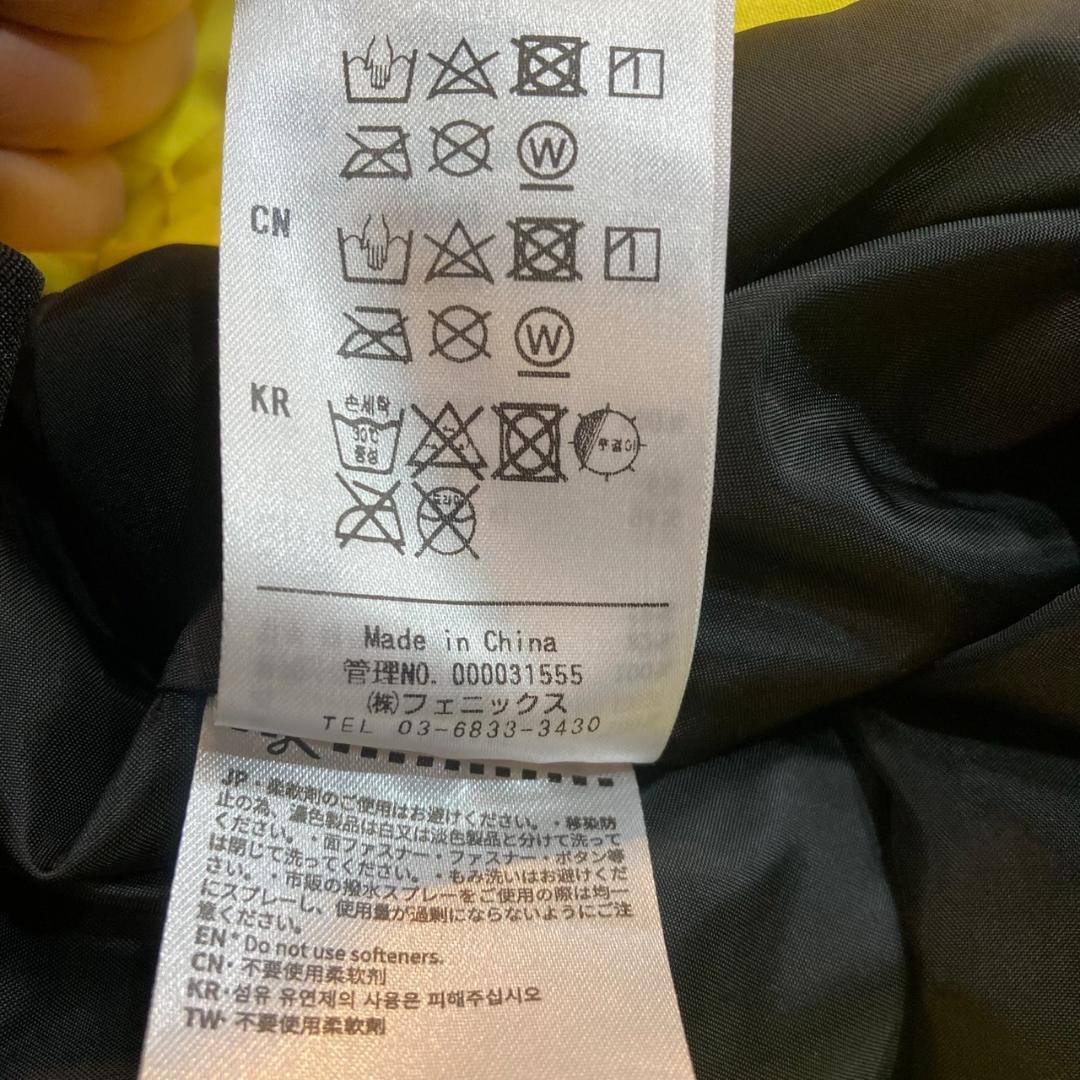 W
CN
W
KR
손세탁
30℃
중성
뚜걸이
드라이
Made in China
管理NO. 000031555
㈱フェニックス
TEL 03-6833-3430
JP・柔軟剤のご使用はお避けください。・移染防
止の為、濃色製品は白又は淡色製品と分けて洗って
ください。・面ファスナー・ファスナー・ボタン等
は閉じて洗ってください。・もみ洗いはお避けくだ
さい。・市販の撥水スプレーをご使用の際は均一
にスプレーし、使用量が過剰にならないようにご注
意ください。
EN・Do not use softeners.
CN・不要使用柔软剂
KR・섬유 유연제의 사용은 피해주십시오
TW・不要使用柔軟劑